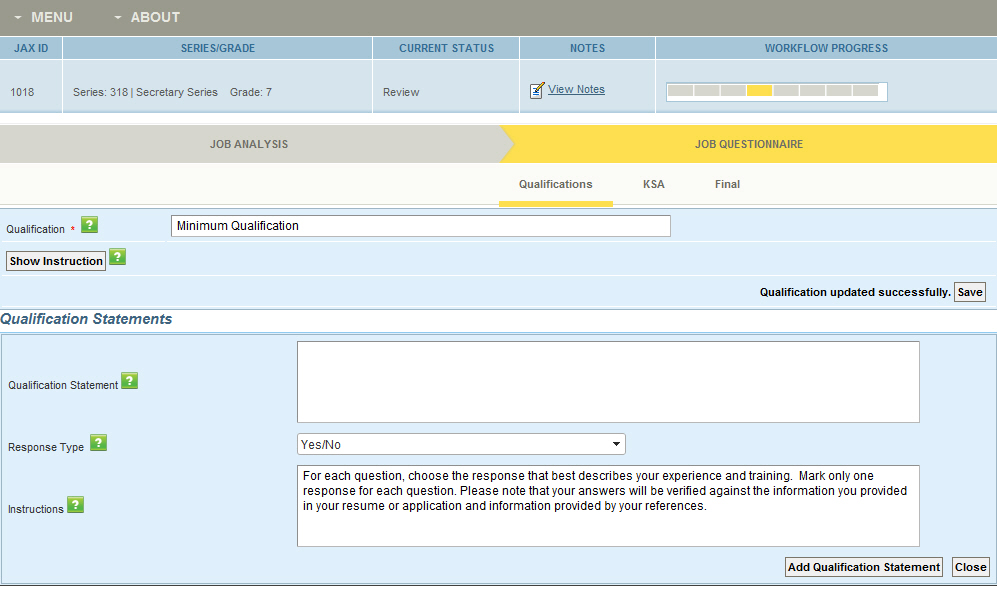 MENU ABOUT
JAX ID SERIES/GRADE CURRENT STATUS NOTES WORKFLOW PROGRESS
1018 Series: 318 | Secretary Series Grade: 7 Review View Notes
JOB ANALYSIS JOB QUESTIONNAIRE
Qualifications KSA Final
Qualification * ? Minimum Qualification
Show Instruction ?
Qualification updated successfully. Save
Qualification Statements
Qualification Statement ?
Response Type ? Yes/No
For each question, choose the response that best describes your experience and training. Mark only one
response for each question. Please note that your answers will be verified against the information you provided
in your resume or application and information provided by your references.
Instructions ?
Add Qualification Statement Close